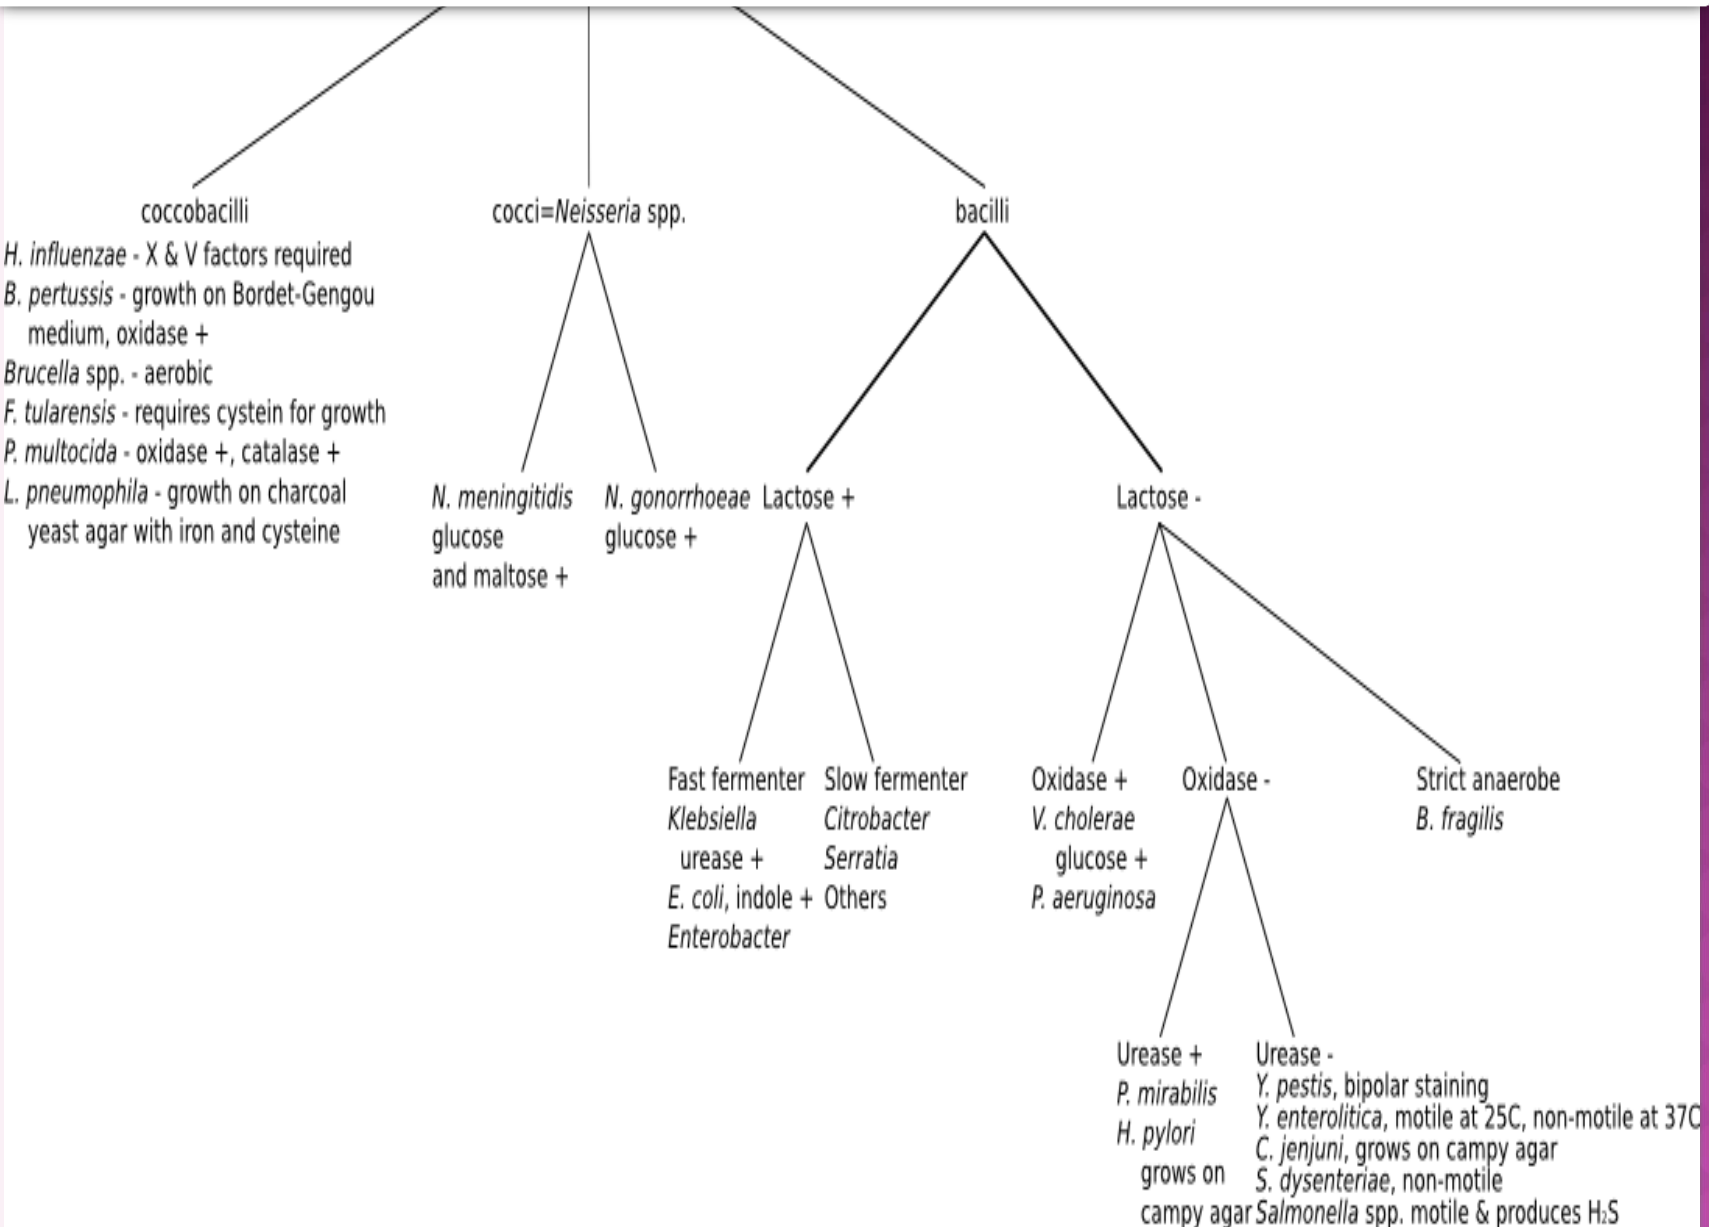 coccobacilli
H. influenzae - X & V factors required
B. pertussis - growth on Bordet-Gengou
medium, oxidase +
Brucella spp. - aerobic
F. tularensis - requires cystein for growth
P. multocida - oxidase +, catalase +
L. pneumophila - growth on charcoal
yeast agar with iron and cysteine
cocci=Neisseria spp.
N. meningitidis
glucose
and maltose +
N. gonorrhoeae
glucose +
bacilli
Lactose +
Fast fermenter
Klebsiella
urease +
E. coli, indole +
Enterobacter
Slow fermenter
Citrobacter
Serratia
Others
Lactose -
Oxidase +
V. cholerae
glucose +
P. aeruginosa
Oxidase -
Urease +
P. mirabilis
H. pylori
grows on
campy agar
Urease -
Y. pestis, bipolar staining
Y. enterolitica, motile at 25C, non-motile at 37C
C. jenjuni, grows on campy agar
S. dysenteriae, non-motile
Salmonella spp. motile & produces H₂S
Strict anaerobe
B. fragilis